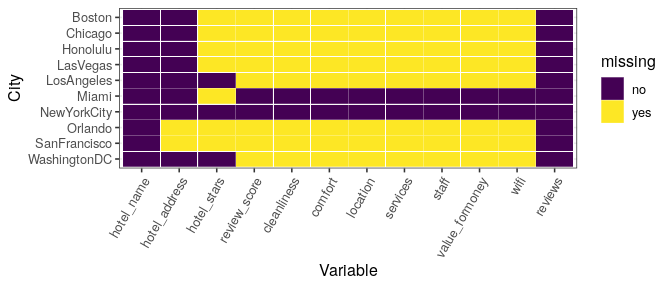 Boston
Chicago
Honolulu
LasVegas
LosAngeles
Miami
NewYorkCity
Orlando
SanFrancisco
WashingtonDC
City
hotel_name
hotel_address
hotel_stars
review_score
cleanliness
comfort
location
services
staff
value_formoney
wifi
reviews
Variable
missing
no
yes